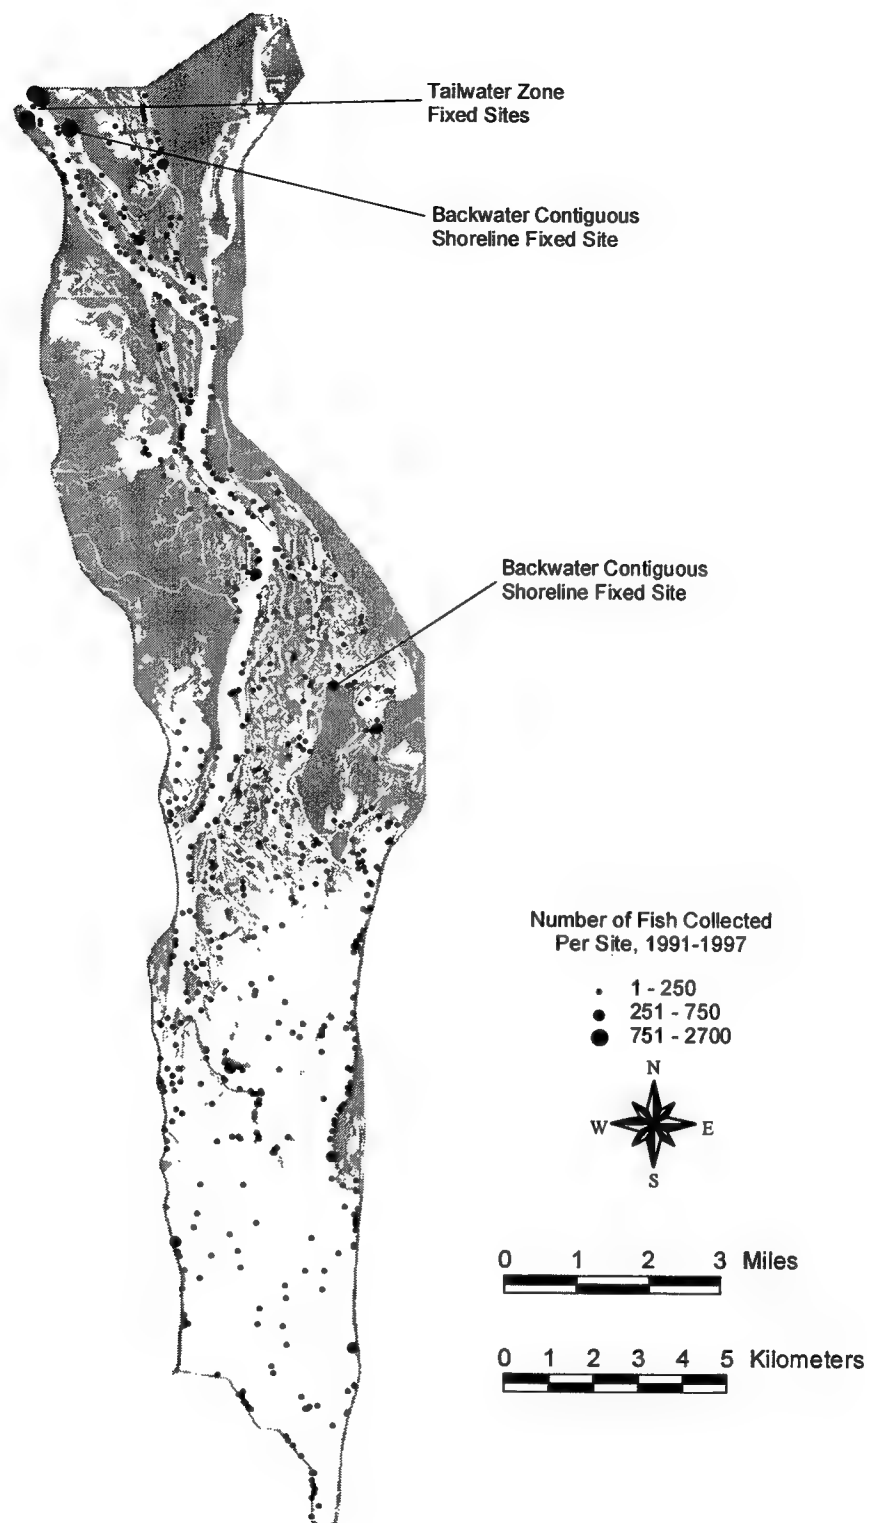 Tailwater Zone
Fixed Sites
Backwater Contiguous
Shoreline Fixed Site
Backwater Contiguous
Shoreline Fixed Site
Number of Fish Collected
Per Site, 1991-1997
1 - 250
251 - 750
751 - 2700
N
W E
S
0 1 2 3 Miles
0 1 2 3 4 5 Kilometers